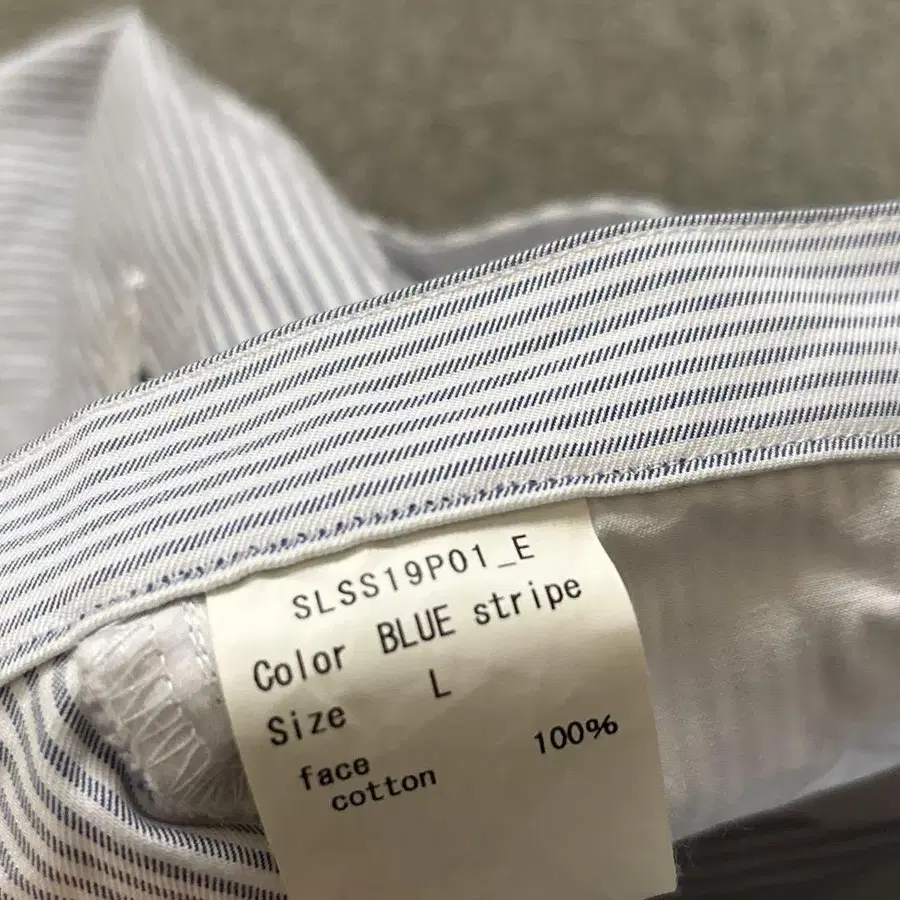 SLSS19P01_E
Color BLUE stripe
Size L
face
cotton 100%